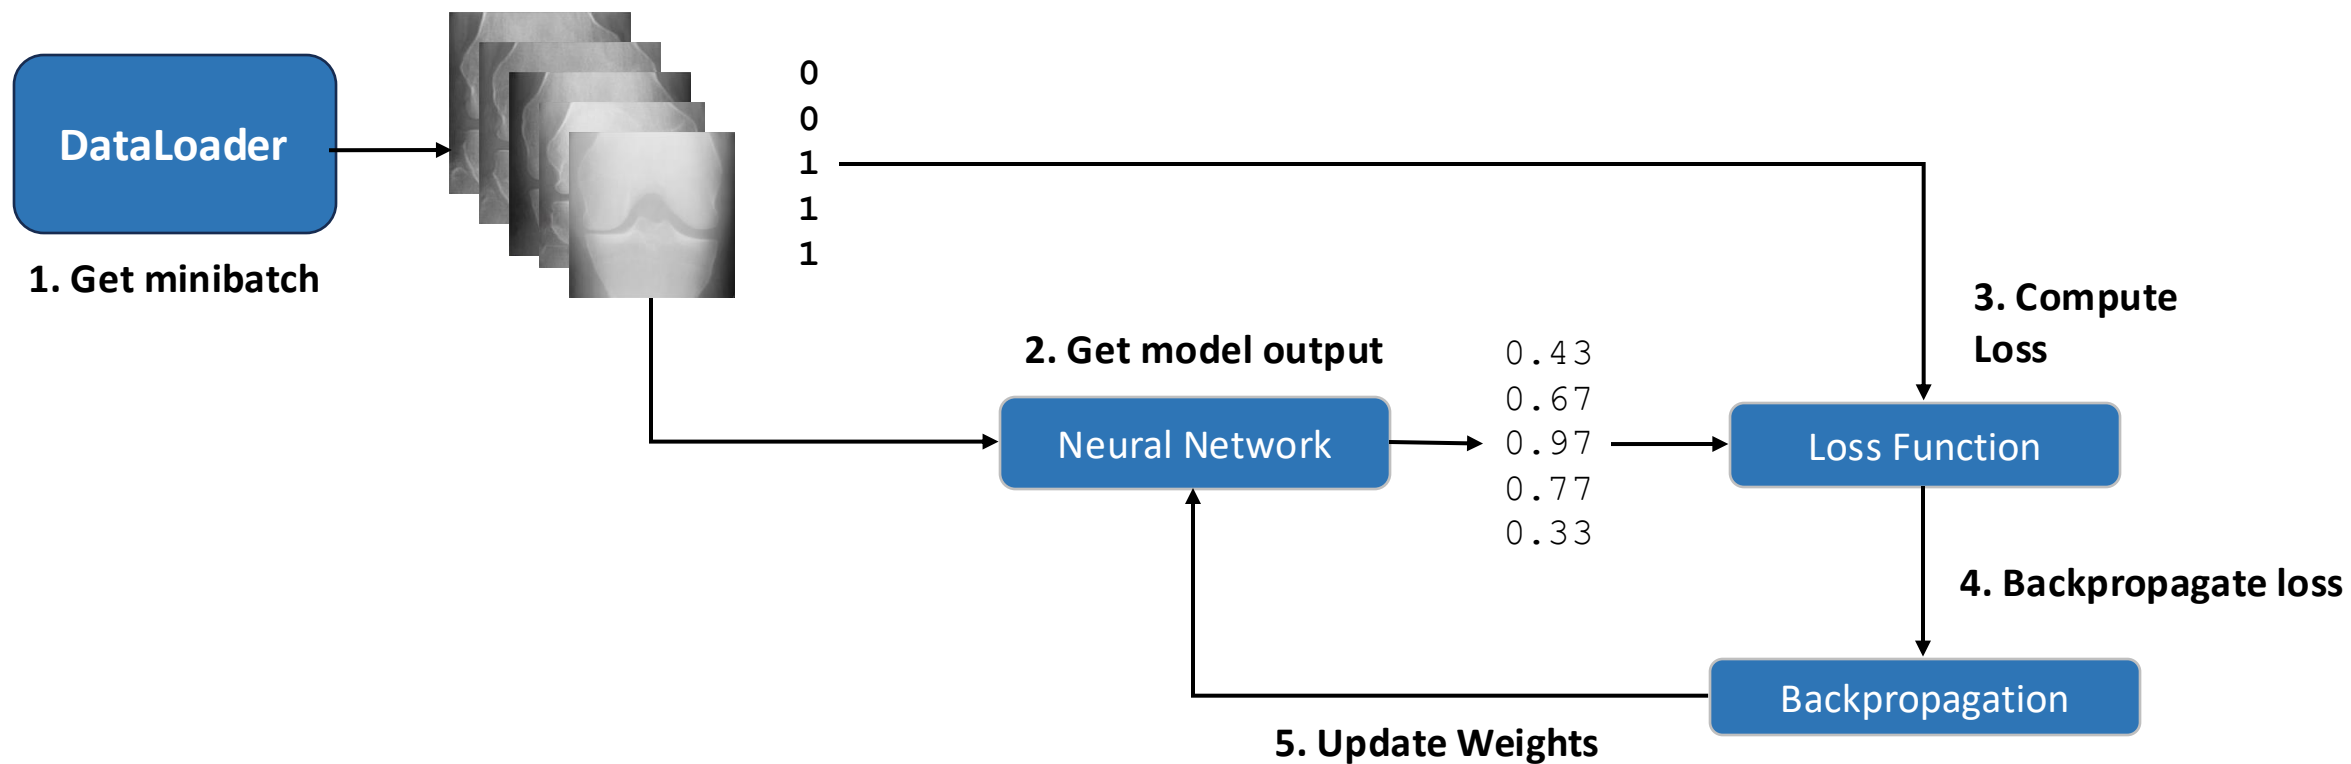 DataLoader
1. Get minibatch
0
0
1
1
1
2. Get model output
Neural Network
0.43
0.67
0.97
0.77
0.33
3. Compute
Loss
Loss Function
4. Backpropagate loss
Backpropagation
5. Update Weights